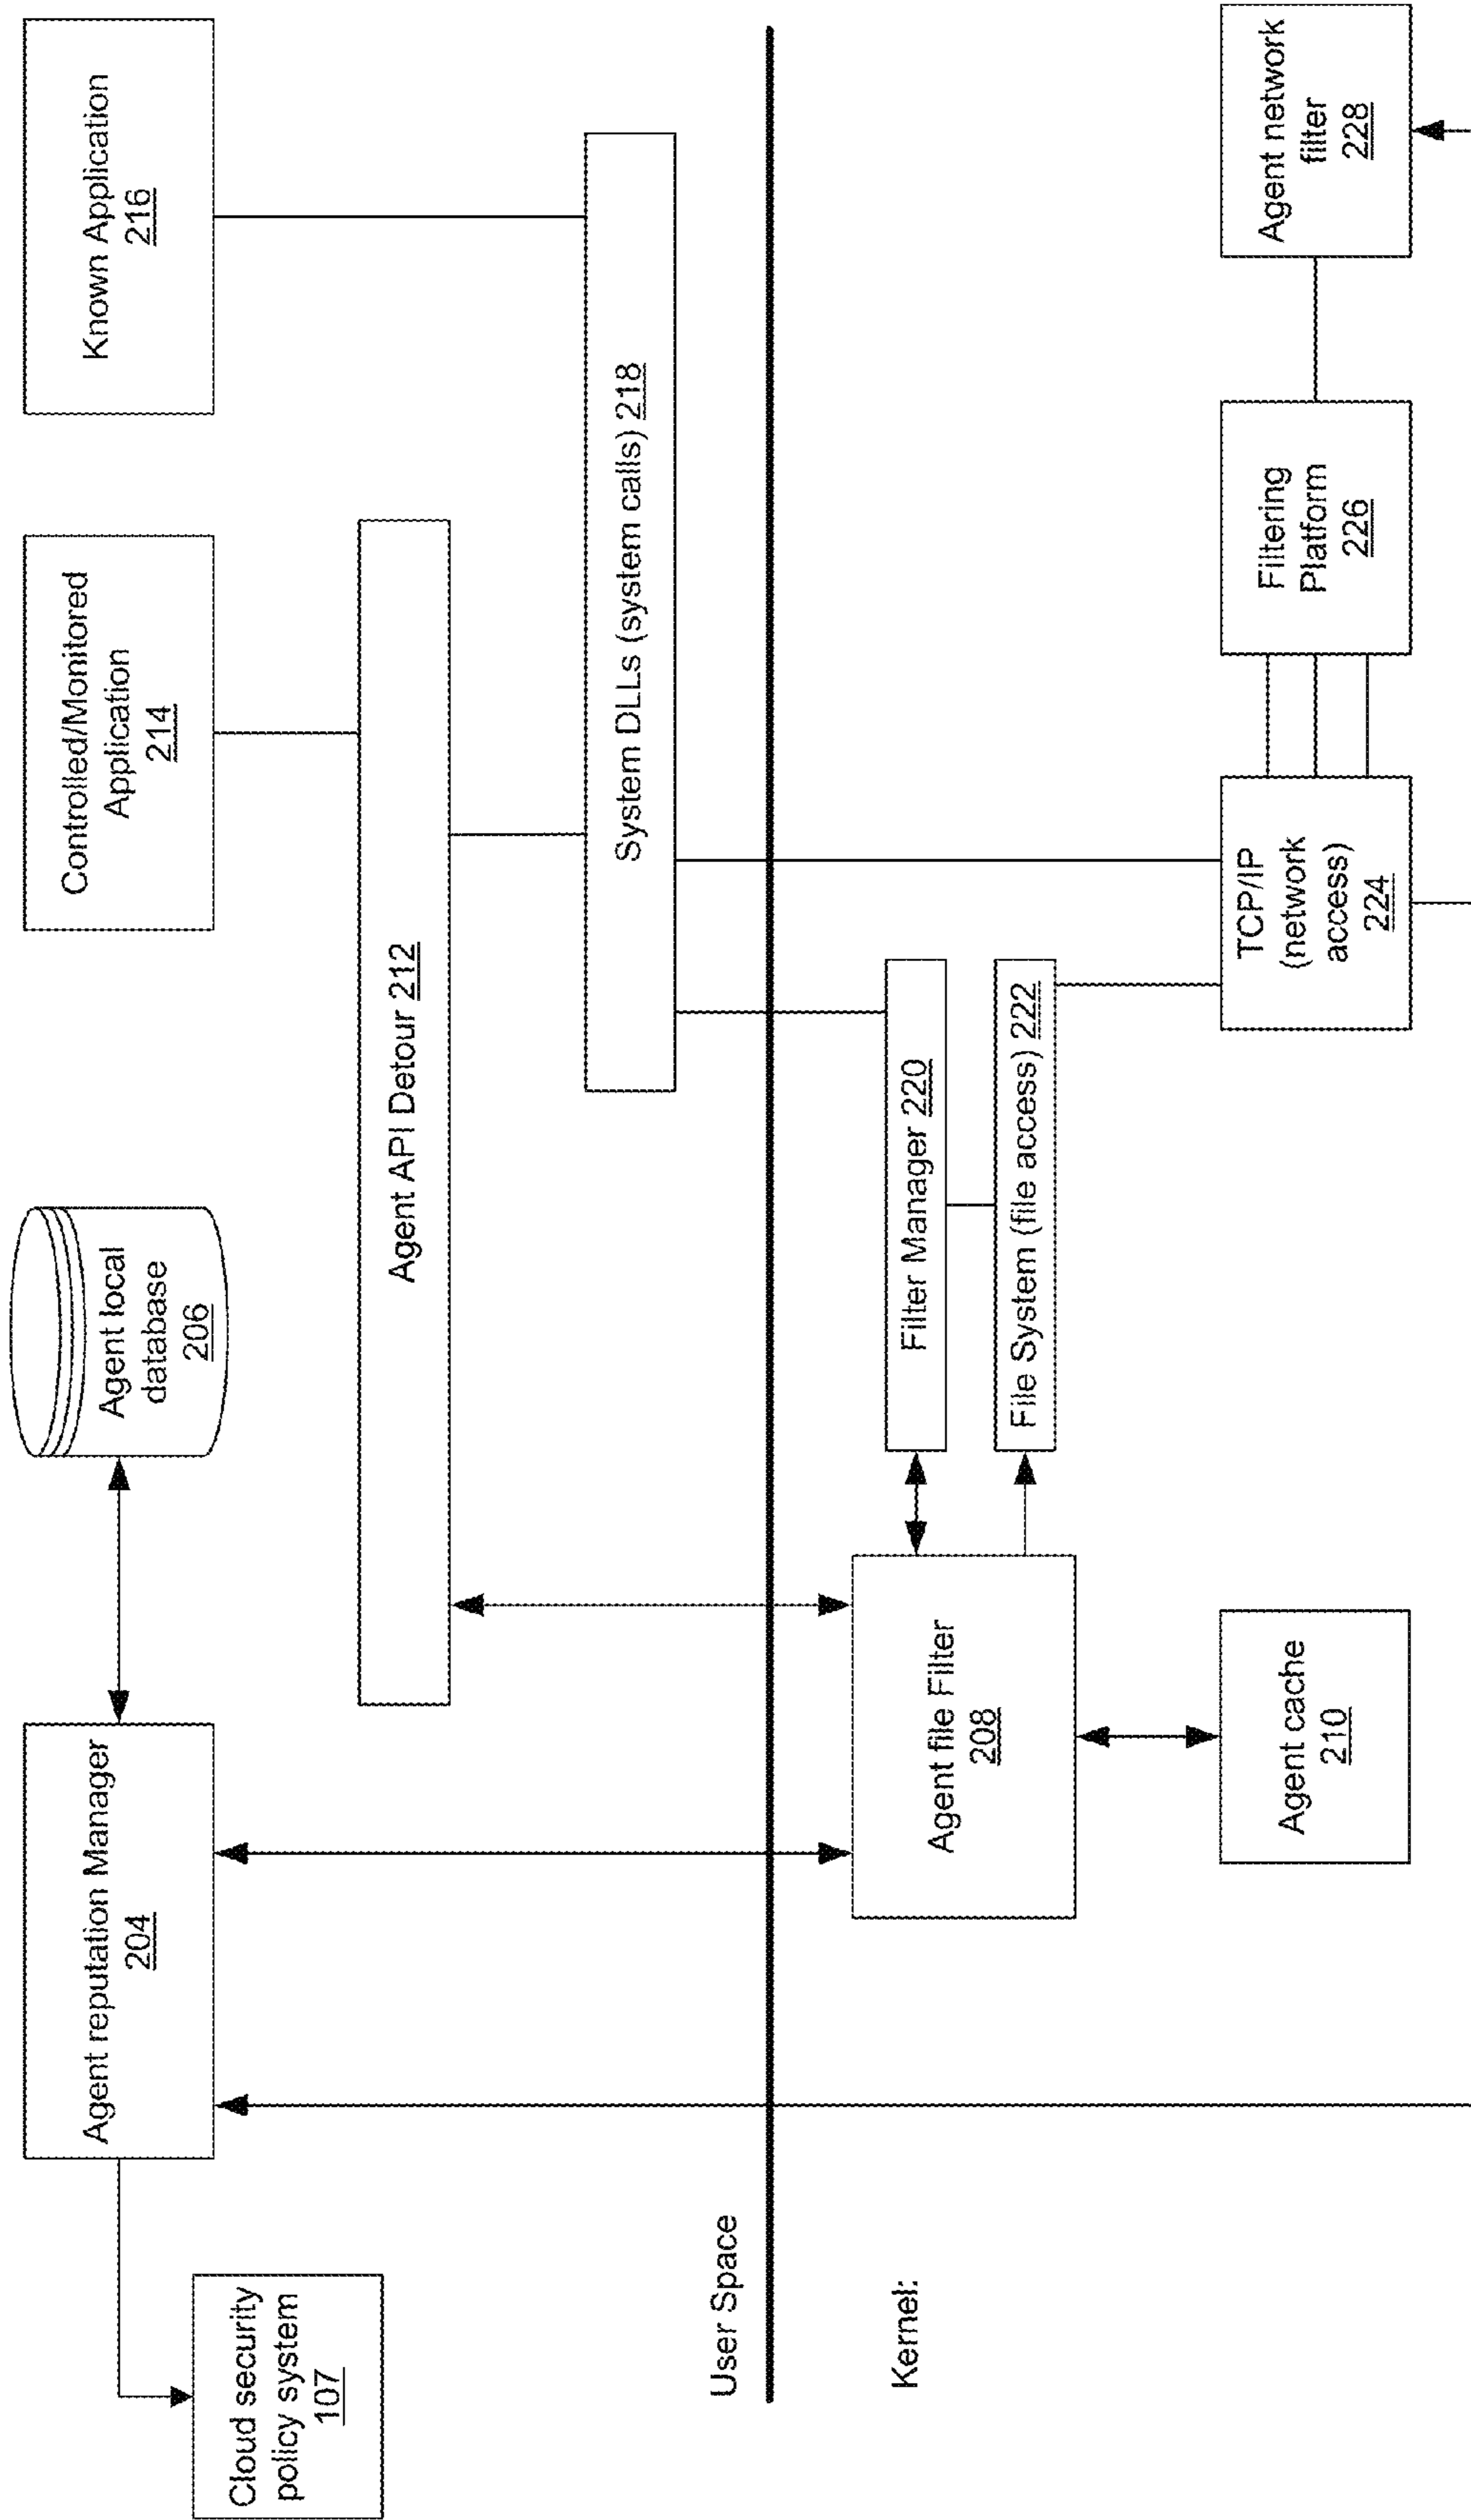 Cloud security
policy system
107
Agent reputation Manager
204
Agent local
database
206
Controlled/Monitored
Application
214
Known Application
216
Agent API Detour 212
System DLLs (system calls) 218
User Space
Kernel:
Agent file Filter
208
Filter Manager 220
File System (file access) 222
Agent cache
210
TCP/IP
(network
access)
224
Filtering
Platform
226
Agent network
filter
228